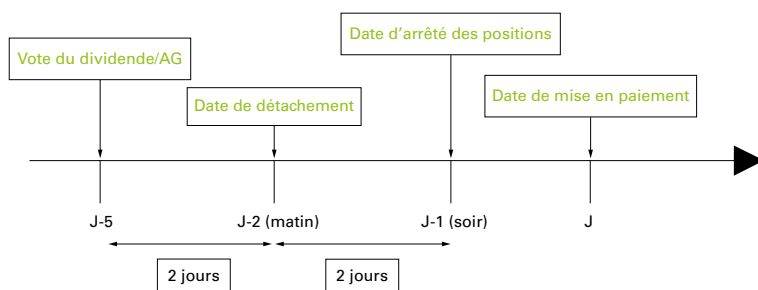 Date d'arrêté des positions
Vote du dividende/AG
Date de mise en paiement
Date de détachement
J-5
J-2 (matin)
J-1 (soir)
J
2 jours
2 jours